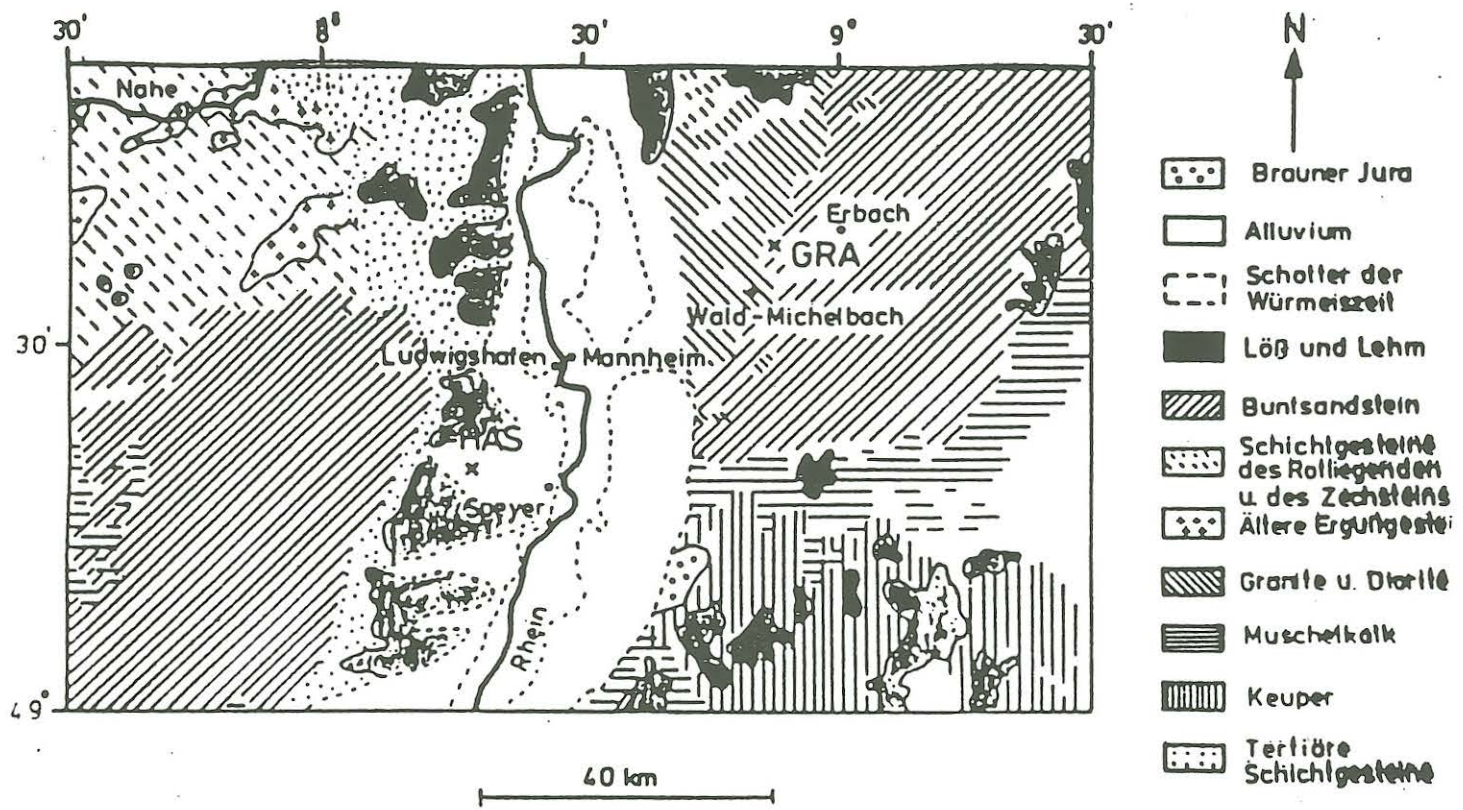 30'
8°
30'
9°
30'
N
Nahe
Erbach
GRA
Wald-Michelbach
30'
Ludwigshafen
Mannheim
HAS
Speyer
Rhein
49°
40 km
Brauner Jura
Alluvium
Schotter der
Würmeiszeit
Löß und Lehm
Buntsandstein
Schichtgesteine
des Rotliegenden
u. des Zechsteins
Ältere Ergußgestei
Granite u. Diorite
Muschelkalk
Keuper
Tertiäre
Schichtgesteine